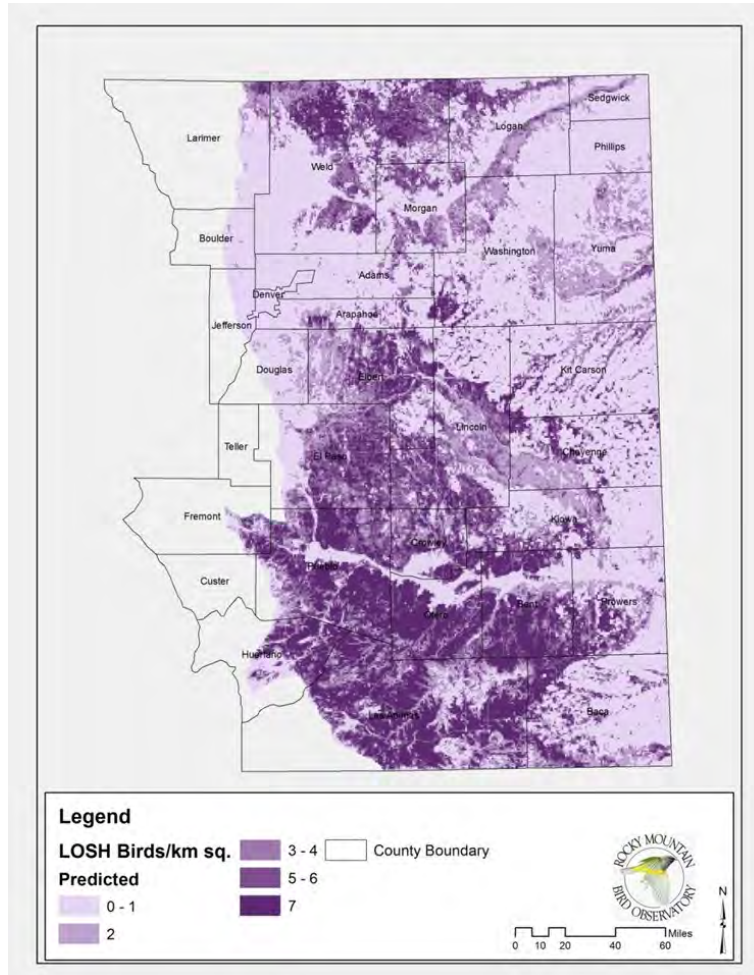 Sedgwick
Logan
Larimer
Phillips
Weld
Morgan
Boulder
Washington
Yuma
Adams
Denver
Arapahoe
Jefferson
Douglas
Elbert
Kit Carson
Lincoln
Teller
Cheyenne
El Paso
Fremont
Kiowa
Crowley
Pueblo
Custer
Otero
Bent
Prowers
Huerfano
Las Animas
Baca
Legend
LOSH Birds/km sq.
Predicted
0 - 1
2
3 - 4
5 - 6
7
County Boundary
ROCKY MOUNTAIN
BIRD OBSERVATORY
N
Miles
0 10 20 40 60